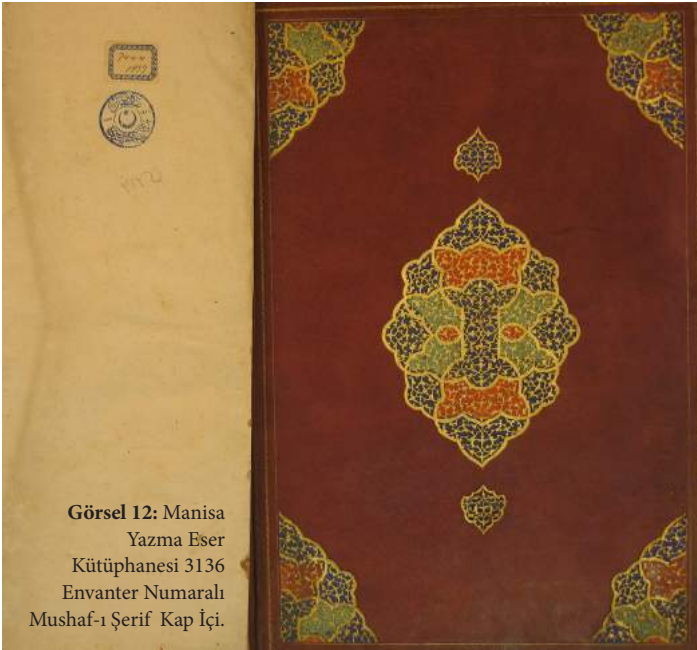 Görsel 12: Manisa
Yazma Eser
Kütüphanesi 3136
Envanter Numaralı
Mushaf-ı Şerif Kap İçi.